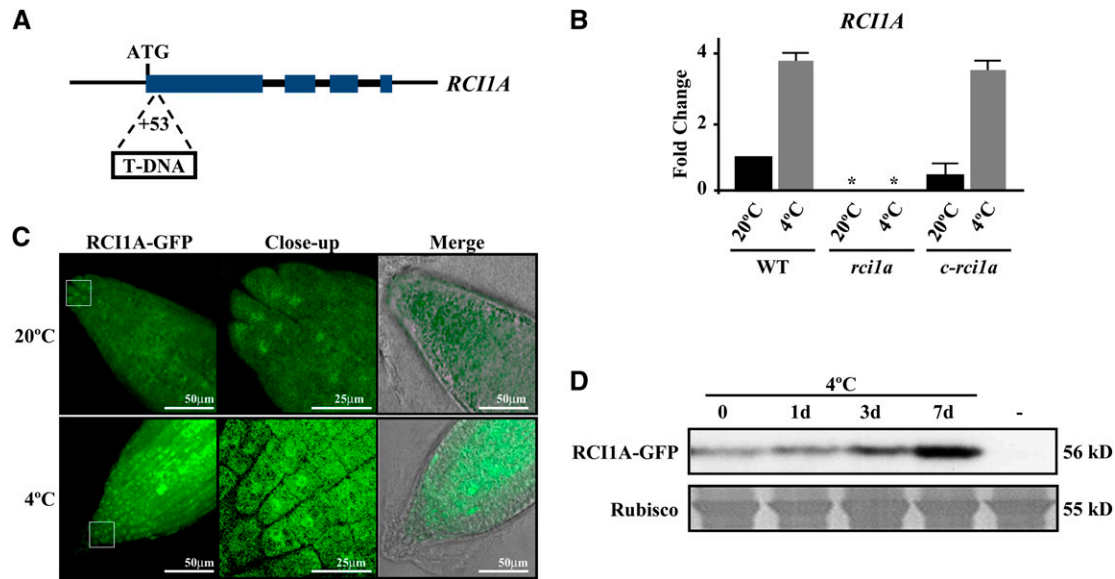 A
ATG
RCI1A
+53
T-DNA
B
RCI1A
Fold Change
4
2
0
* *
20ºC 4ºC 20ºC 4ºC 20ºC 4ºC
WT rci1a c-rci1a
C
RCI1A-GFP Close-up Merge
20ºC
50µm 25µm 50µm
4ºC
50µm 25µm 50µm
D
4ºC
0 1d 3d 7d -
RCI1A-GFP 56 kD
Rubisco 55 kD